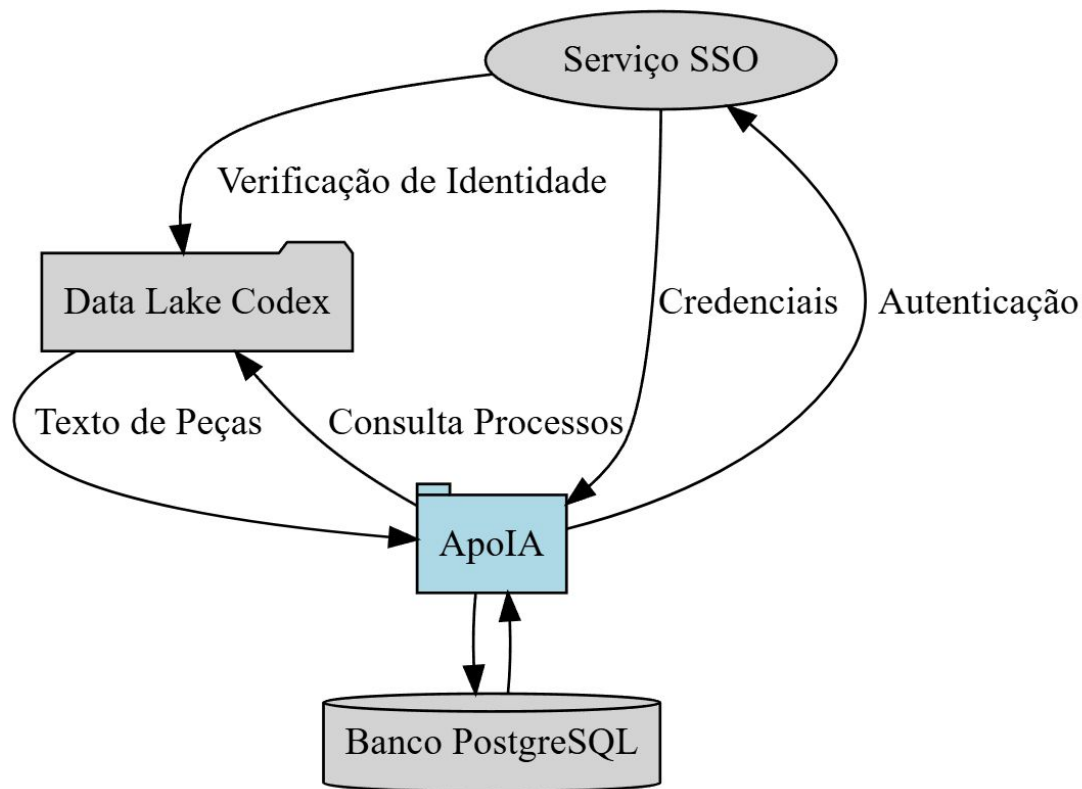 Serviço SSO
Verificação de Identidade
Data Lake Codex
Credenciais
Autenticação
Texto de Peças
Consulta Processos
ApoIA
Banco PostgreSQL